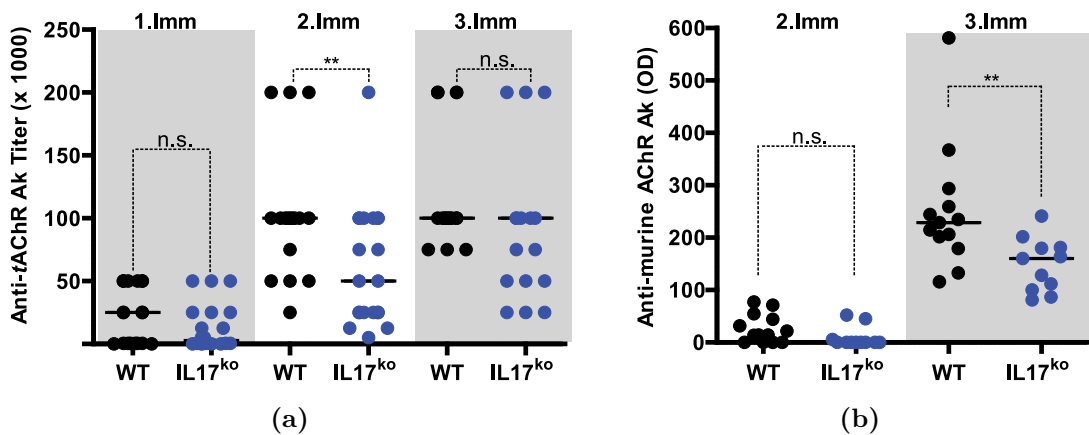 1.Imm 2.Imm 3.Imm
Anti-tAChR Ak Titer (x 1000)
250
200
150
100
50
n.s.
**
n.s.
WT IL17ko WT IL17ko WT IL17ko
(a)
2.Imm 3.Imm
Anti-murine AChR Ak (OD)
600
500
400
300
200
100
0
n.s.
**
WT IL17ko WT IL17ko
(b)